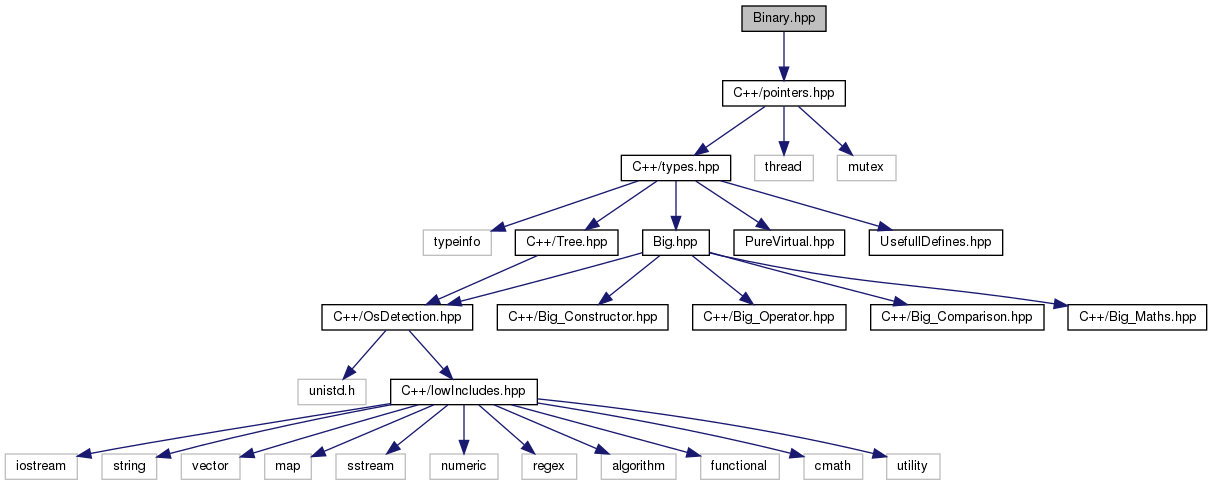 Binary.hpp
C++/pointers.hpp
C++/types.hpp
thread
mutex
typeinfo
C++/Tree.hpp
Big.hpp
PureVirtual.hpp
UsefullDefines.hpp
C++/OsDetection.hpp
C++/Big_Constructor.hpp
C++/Big_Operator.hpp
C++/Big_Comparison.hpp
C++/Big_Maths.hpp
unistd.h
C++/lowIncludes.hpp
iostream
string
vector
map
sstream
numeric
regex
algorithm
functional
cmath
utility